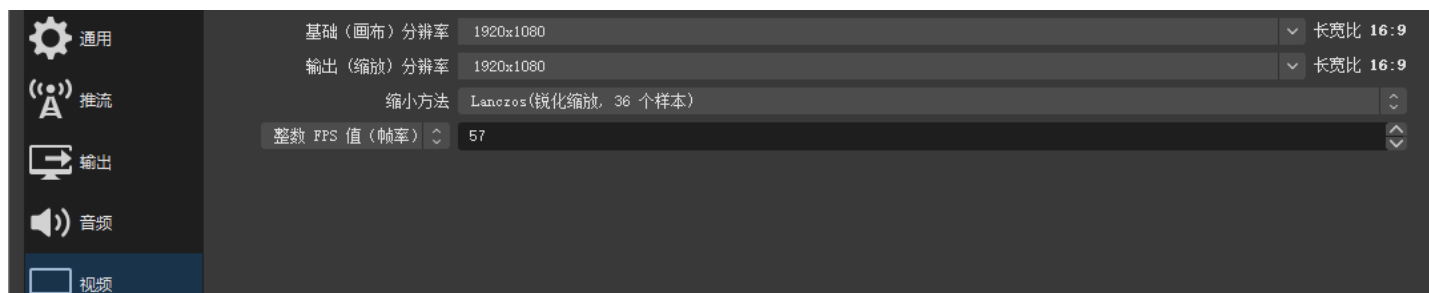 通用
推流
输出
音频
视频
基础（画布）分辨率 1920x1080 长宽比 16:9
输出（缩放）分辨率 1920x1080 长宽比 16:9
缩小方法 Lanczos(锐化缩放, 36 个样本)
整数 FPS 值（帧率） 57